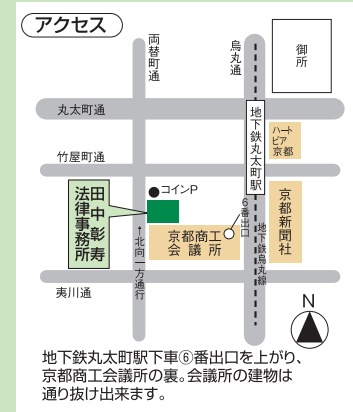 アクセス
両替町通
烏丸通
御所
丸太町通
地下鉄丸太町駅
ハートピア京都
竹屋町通
コインP
6番出口
京都新聞社
田中彰寿
法律事務所
←北向一方通行
京都商工
会議所
地下鉄烏丸線
夷川通
N
地下鉄丸太町駅下車⑥番出口を上がり、
京都商工会議所の裏。会議所の建物は
通り抜け出来ます。